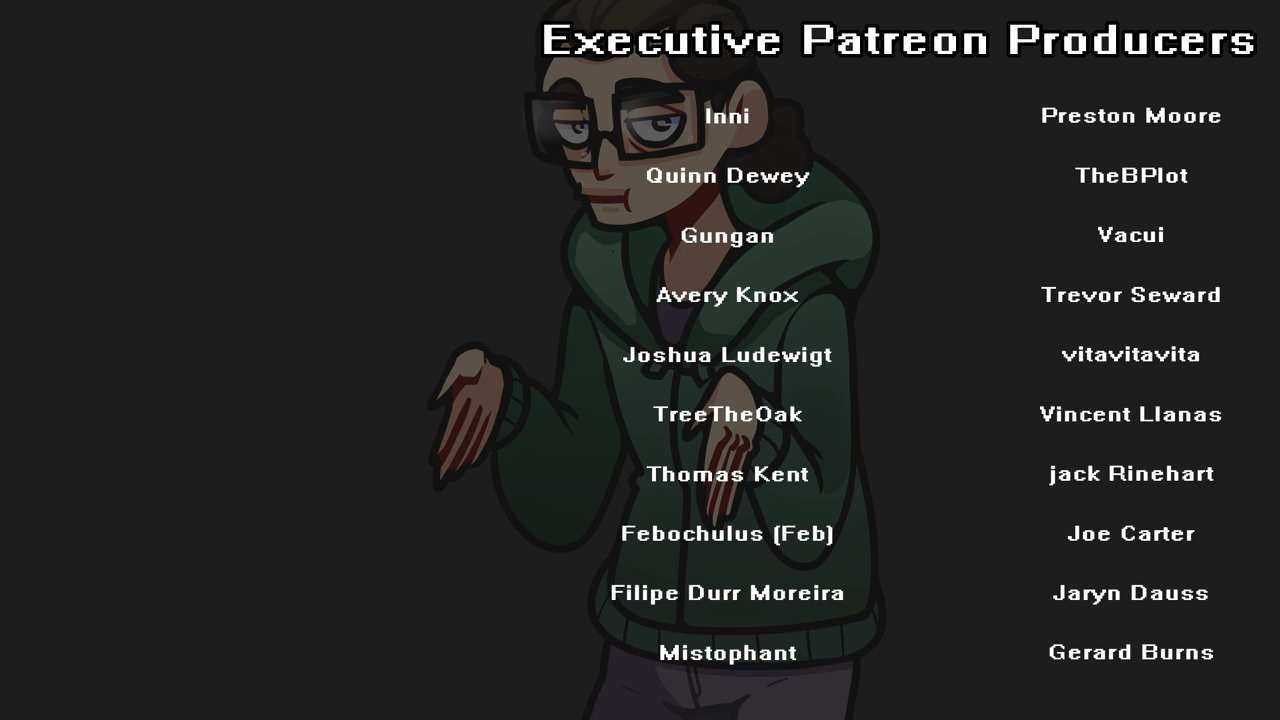 Executive Patreon Producers
Inni
Quinn Dewey
Gungan
Avery Knox
Joshua Ludewigt
TreeTheOak
Thomas Kent
Febochulus (Feb)
Filipe Durr Moreira
Mistophant
Preston Moore
TheBPlot
Vacui
Trevor Seward
vitavitavita
Vincent Llanas
jack Rinehart
Joe Carter
Jaryn Dauss
Gerard Burns